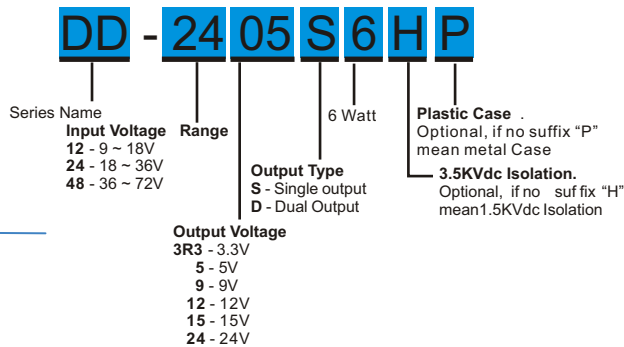 DD - 24 05 S 6 H P
Series Name
Input Voltage Range
12 - 9 ~ 18V
24 - 18 ~ 36V
48 - 36 ~ 72V
Output Voltage
3R3 - 3.3V
5 - 5V
9 - 9V
12 - 12V
15 - 15V
24 - 24V
Output Type
S - Single output
D - Dual Output
6 Watt
Plastic Case .
Optional, if no suffix “P”
mean metal Case
3.5KVdc Isolation.
Optional, if no suf fix “H”
mean1.5KVdc Isolation